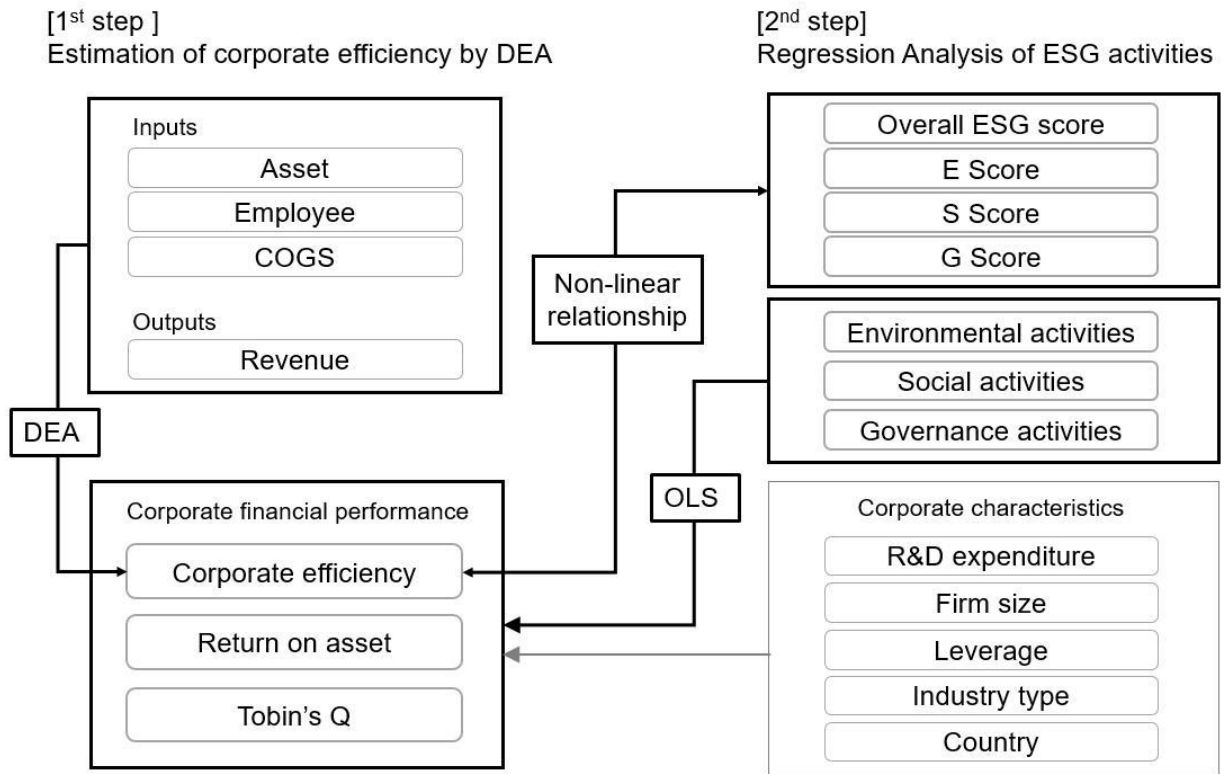 [1st step ]
Estimation of corporate efficiency by DEA
Inputs
Asset
Employee
COGS
Outputs
Revenue
DEA
Corporate financial performance
Corporate efficiency
Return on asset
Tobin's Q
Non-linear
relationship
OLS
[2nd step]
Regression Analysis of ESG activities
Overall ESG score
E Score
S Score
G Score
Environmental activities
Social activities
Governance activities
Corporate characteristics
R&D expenditure
Firm size
Leverage
Industry type
Country